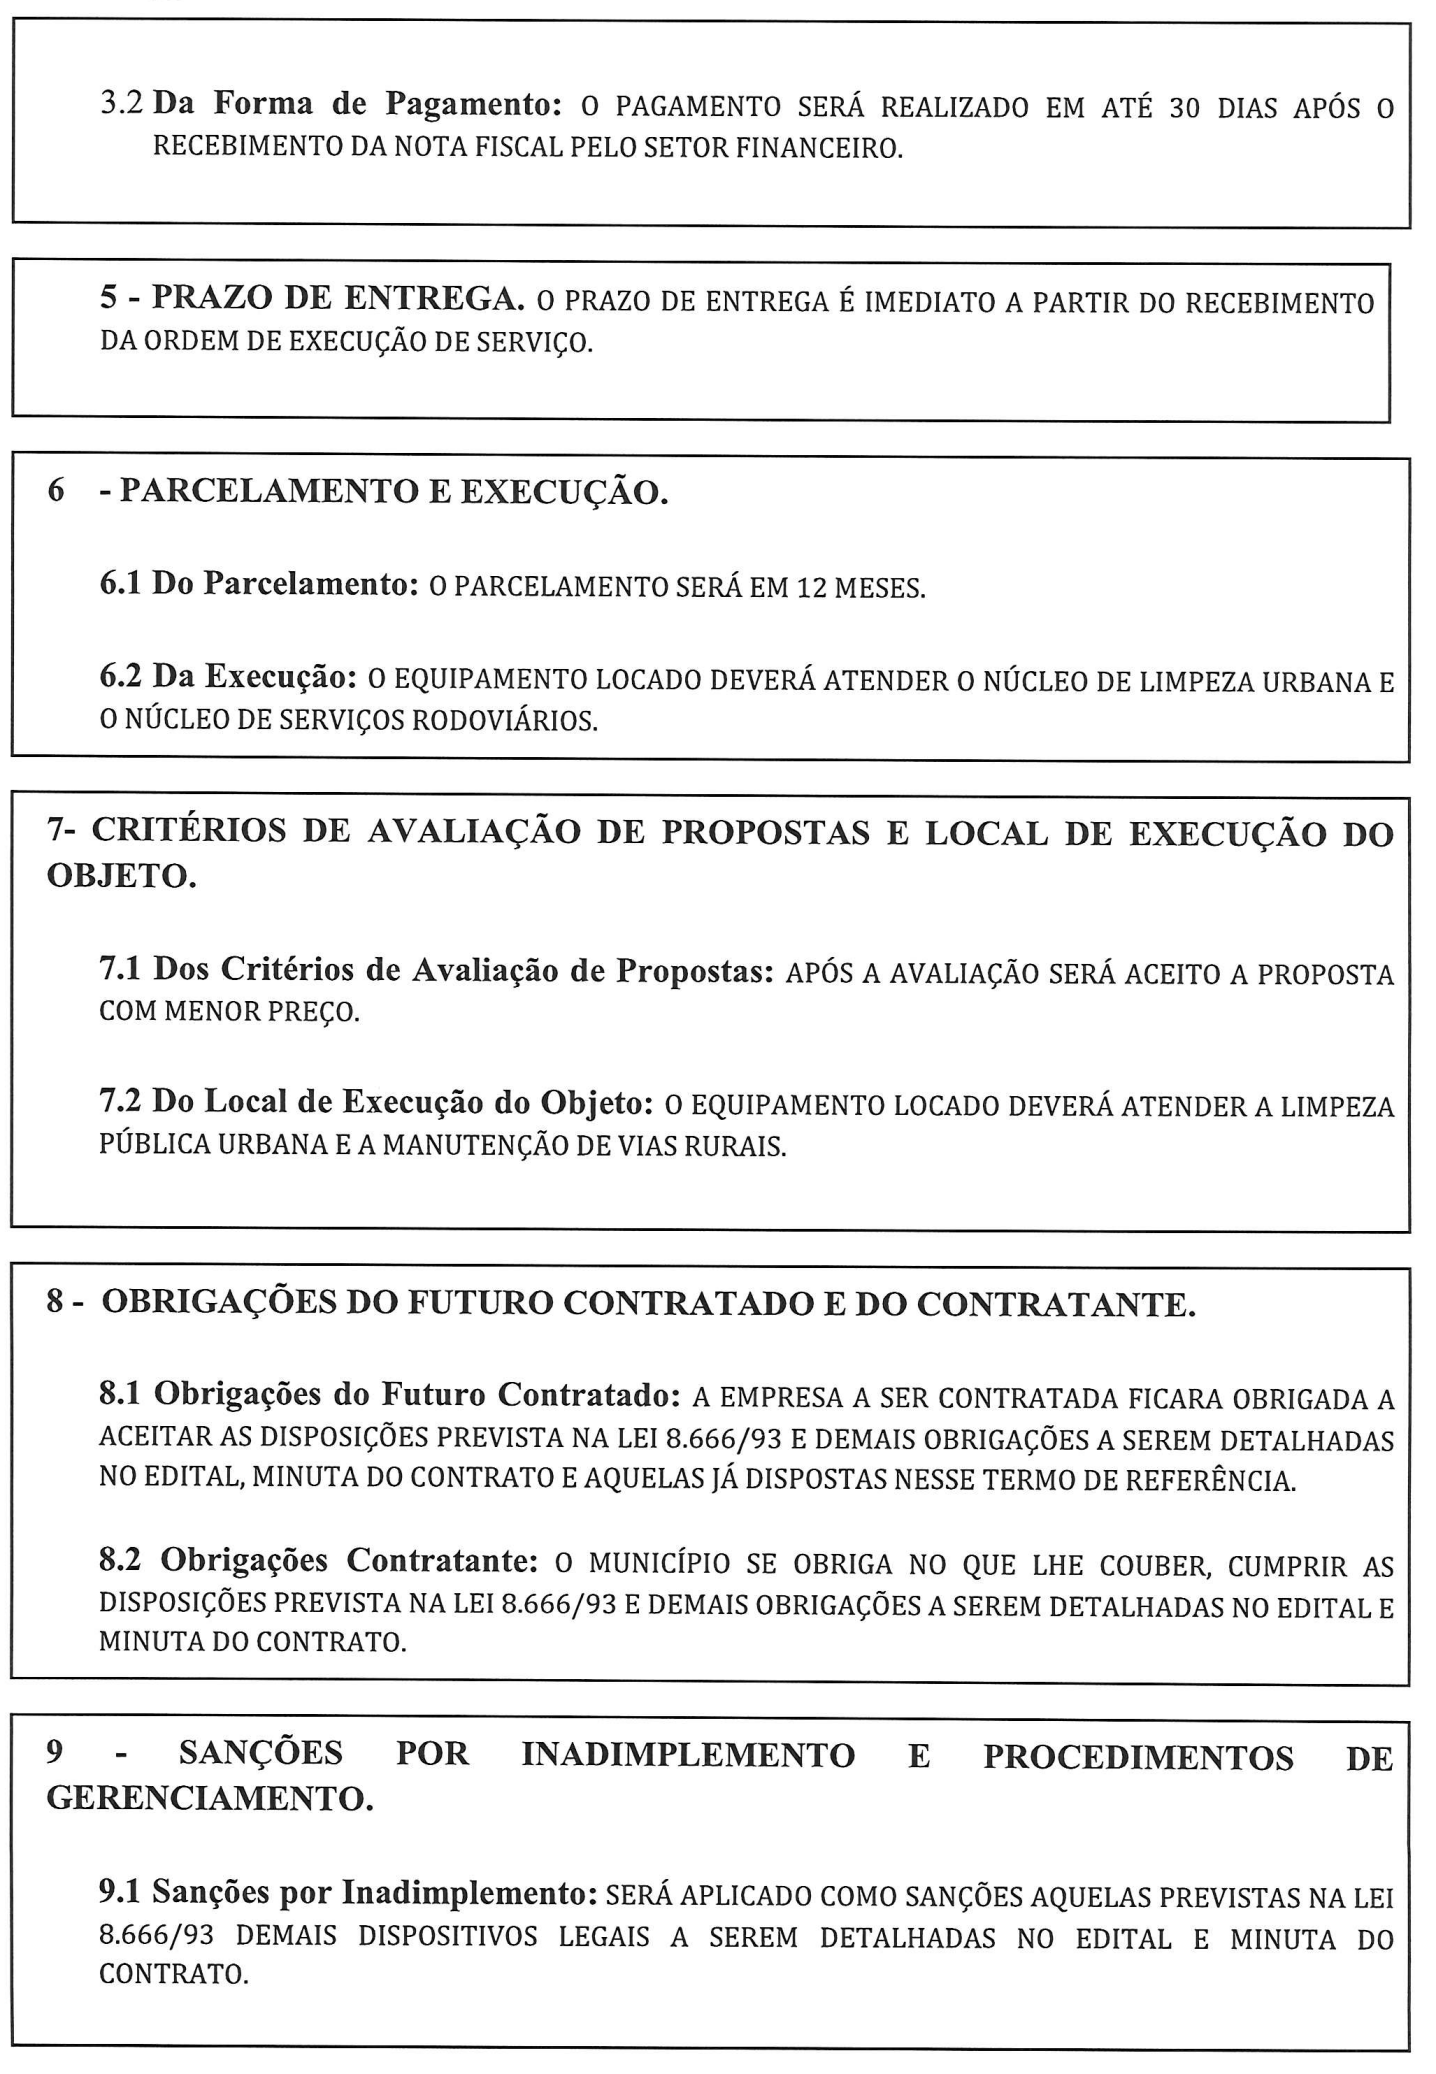 3.2 Da Forma de Pagamento: O PAGAMENTO SERÁ REALIZADO EM ATÉ 30 DIAS APÓS O
RECEBIMENTO DA NOTA FISCAL PELO SETOR FINANCEIRO.
5 - PRAZO DE ENTREGA. O PRAZO DE ENTREGA É IMEDIATO A PARTIR DO RECEBIMENTO
DA ORDEM DE EXECUÇÃO DE SERVIÇO.
6 - PARCELAMENTO E EXECUÇÃO.
6.1 Do Parcelamento: O PARCELAMENTO SERÁ EM 12 MESES.
6.2 Da Execução: O EQUIPAMENTO LOCADO DEVERÁ ATENDER O NÚCLEO DE LIMPEZA URBANA E
O NÚCLEO DE SERVIÇOS RODOVIÁRIOS.
7- CRITÉRIOS DE AVALIAÇÃO DE PROPOSTAS E LOCAL DE EXECUÇÃO DO
OBJETO.
7.1 Dos Critérios de Avaliação de Propostas: APÓS A AVALIAÇÃO SERÁ ACEITO A PROPOSTA
COM MENOR PREÇO.
7.2 Do Local de Execução do Objeto: O EQUIPAMENTO LOCADO DEVERÁ ATENDER A LIMPEZA
PÚBLICA URBANA E A MANUTENÇÃO DE VIAS RURAIS.
8 - OBRIGAÇÕES DO FUTURO CONTRATADO E DO CONTRATANTE.
8.1 Obrigações do Futuro Contratado: A EMPRESA A SER CONTRATADA FICARA OBRIGADA A
ACEITAR AS DISPOSIÇÕES PREVISTA NA LEI 8.666/93 E DEMAIS OBRIGAÇÕES A SEREM DETALHADAS
NO EDITAL, MINUTA DO CONTRATO E AQUELAS JÁ DISPOSTAS NESSE TERMO DE REFERÊNCIA.
8.2 Obrigações Contratante: O MUNICÍPIO SE OBRIGA NO QUE LHE COUBER, CUMPRIR AS
DISPOSIÇÕES PREVISTA NA LEI 8.666/93 E DEMAIS OBRIGAÇÕES A SEREM DETALHADAS NO EDITAL E
MINUTA DO CONTRATO.
9 - SANÇÕES POR INADIMPLEMENTO E PROCEDIMENTOS DE
GERENCIAMENTO.
9.1 Sanções por Inadimplemento: SERÁ APLICADO COMO SANÇÕES AQUELAS PREVISTAS NA LEI
8.666/93 DEMAIS DISPOSITIVOS LEGAIS A SEREM DETALHADAS NO EDITAL E MINUTA DO
CONTRATO.